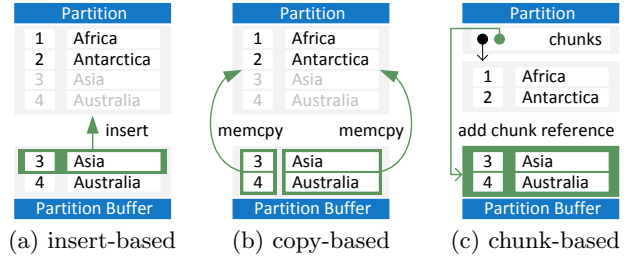 Partition
1 Africa
2 Antarctica
3 Asia
4 Australia
insert
3 Asia
4 Australia
Partition Buffer
(a) insert-based
Partition
1 Africa
2 Antarctica
3 Asia
4 Australia
memcpy memcpy
3 Asia
4 Australia
Partition Buffer
(b) copy-based
Partition
chunks
1 Africa
2 Antarctica
add chunk reference
3 Asia
4 Australia
Partition Buffer
(c) chunk-based